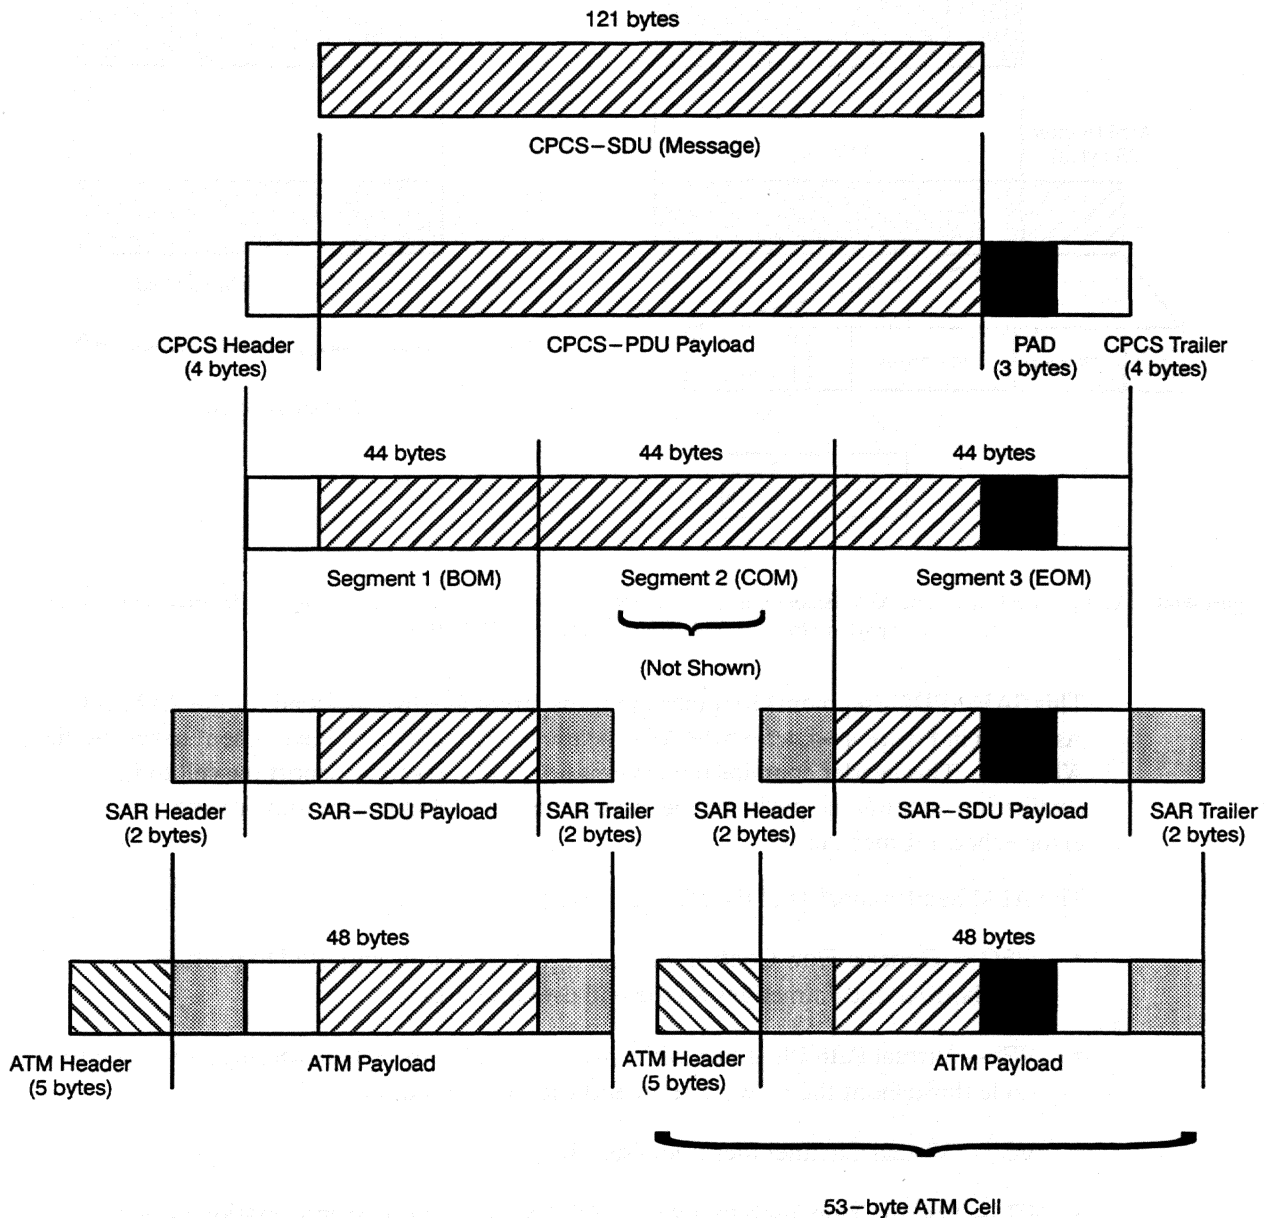 121 bytes
CPCS–SDU (Message)
CPCS Header
(4 bytes)
CPCS–PDU Payload
PAD
(3 bytes)
CPCS Trailer
(4 bytes)
44 bytes
44 bytes
44 bytes
Segment 1 (BOM)
Segment 2 (COM)
Segment 3 (EOM)
(Not Shown)
SAR Header
(2 bytes)
SAR–SDU Payload
SAR Trailer
(2 bytes)
SAR Header
(2 bytes)
SAR–SDU Payload
SAR Trailer
(2 bytes)
48 bytes
48 bytes
ATM Header
(5 bytes)
ATM Payload
ATM Header
(5 bytes)
ATM Payload
53–byte ATM Cell